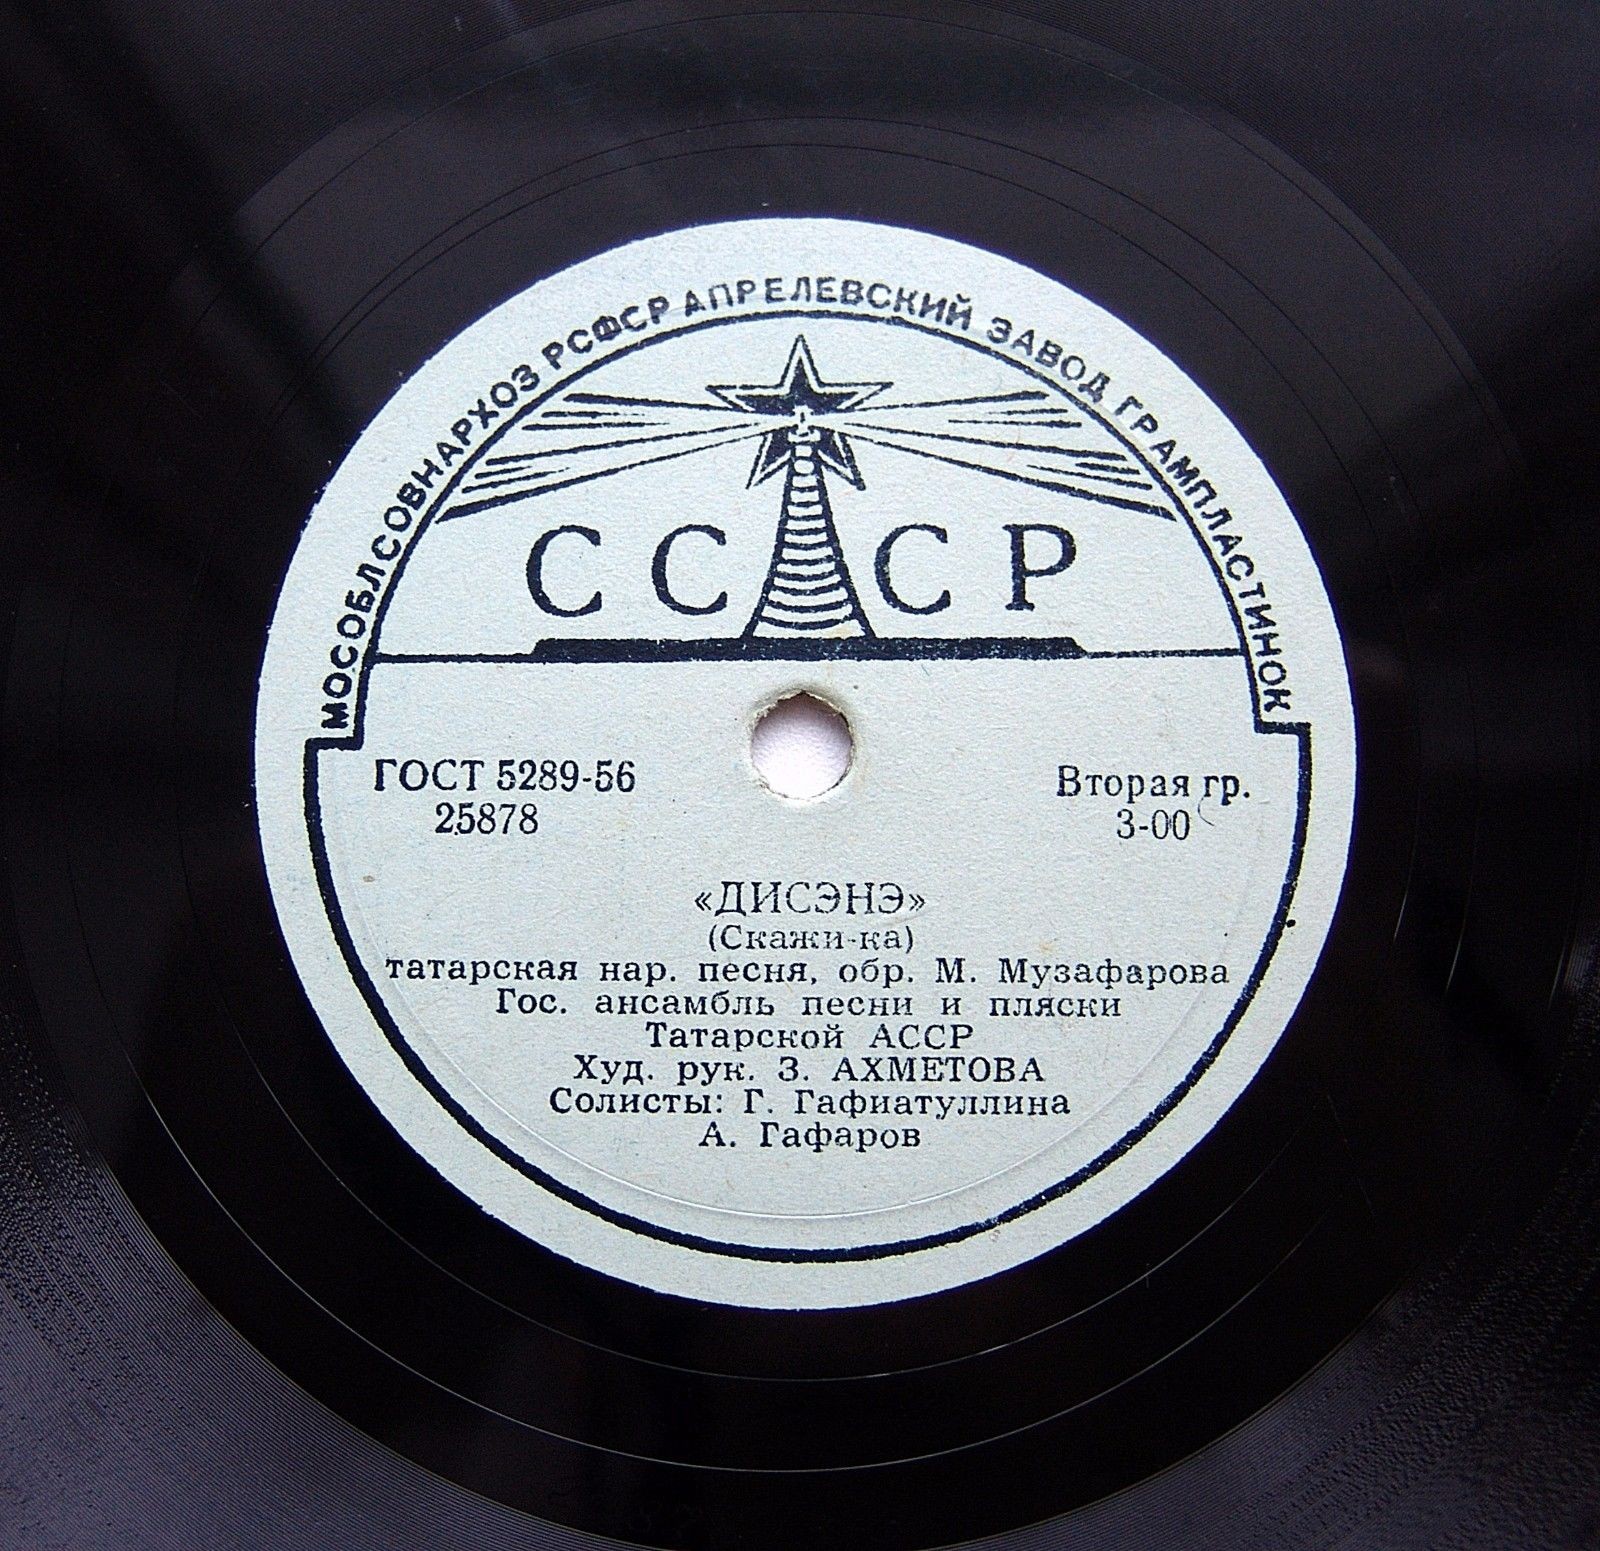 МОСОБЛСОВНАРХОЗ РСФСР АПРЕЛЕВСКИЙ ЗАВОД ГРАМПЛАСТИНОК
СССР
ГОСТ 5289-56
25878
Вторая гр.
3-00
«ДИСЭНЭ»
(Скажи-ка)
татарская нар. песня, обр. М. Музафарова
Гос. ансамбль песни и пляски
Татарской АССР
Худ. рук. З. АХМЕТОВА
Солисты: Г. Гафиатуллина
А. Гафаров